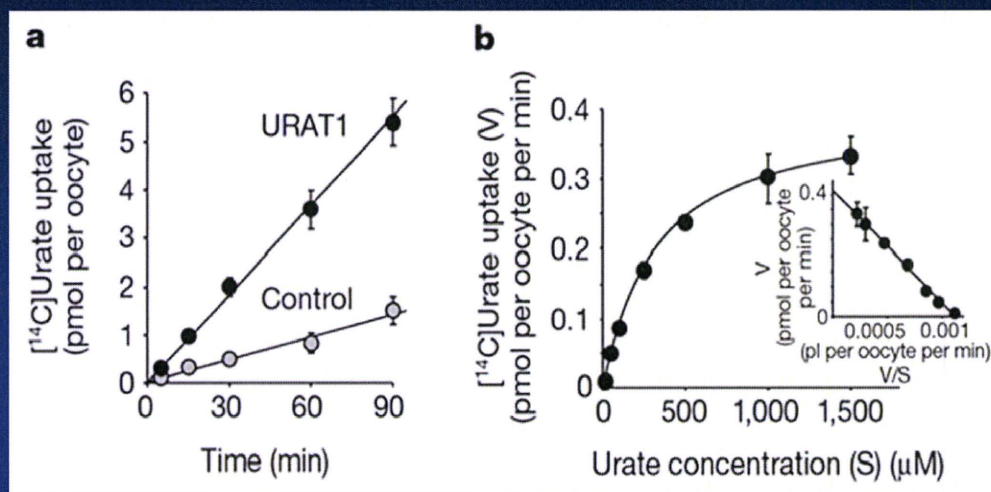 a
[¹⁴C]Urate uptake
(pmol per oocyte)
6
5
4
3
2
1
0
URAT1
Control
0 30 60 90
Time (min)
b
[¹⁴C]Urate uptake (V)
(pmol per oocyte per min)
0.4
0.3
0.2
0.1
0
0 500 1,000 1,500
Urate concentration (S) (μM)
V
(pmol per oocyte
per min)
0.4
0
0.0005 0.001
(pl per oocyte per min)
V/S